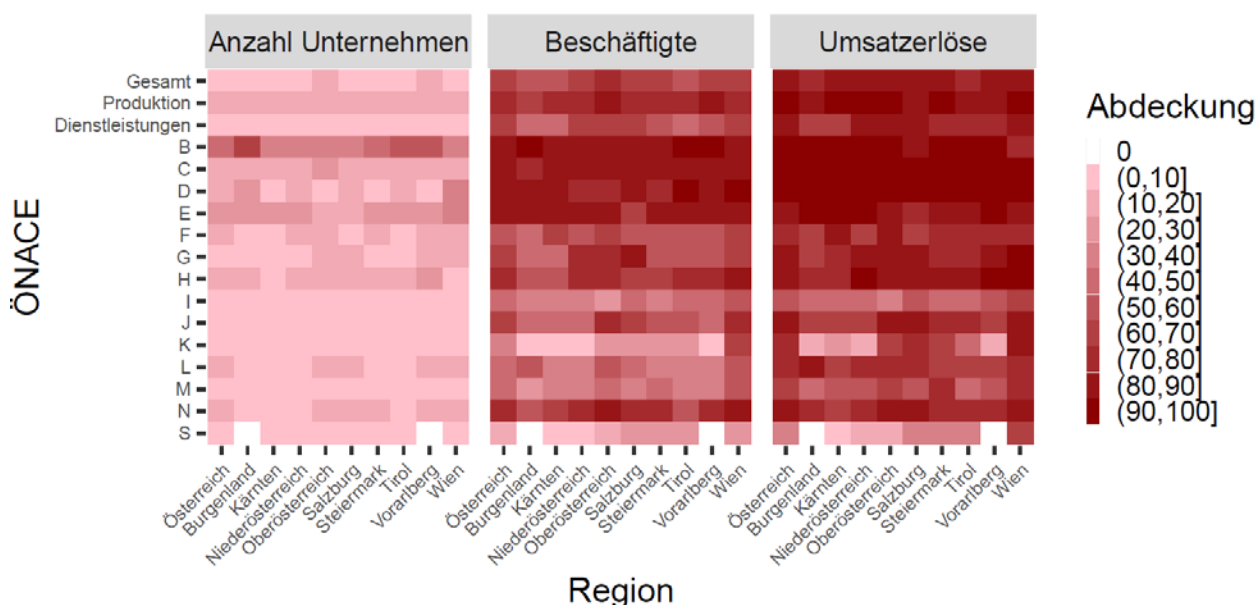 Anzahl Unternehmen
Beschäftigte
Umsatzerlöse
ÖNACE
Gesamt
Produktion
Dienstleistungen
B
C
D
E
F
G
H
I
J
K
L
M
N
S
Österreich
Burgenland
Kärnten
Niederösterreich
Oberösterreich
Salzburg
Steiermark
Tirol
Vorarlberg
Wien
Österreich
Burgenland
Kärnten
Niederösterreich
Oberösterreich
Salzburg
Steiermark
Tirol
Vorarlberg
Wien
Österreich
Burgenland
Kärnten
Niederösterreich
Oberösterreich
Salzburg
Steiermark
Tirol
Vorarlberg
Wien
Region
Abdeckung
0
(0,10]
(10,20]
(20,30]
(30,40]
(40,50]
(50,60]
(60,70]
(70,80]
(80,90]
(90,100]